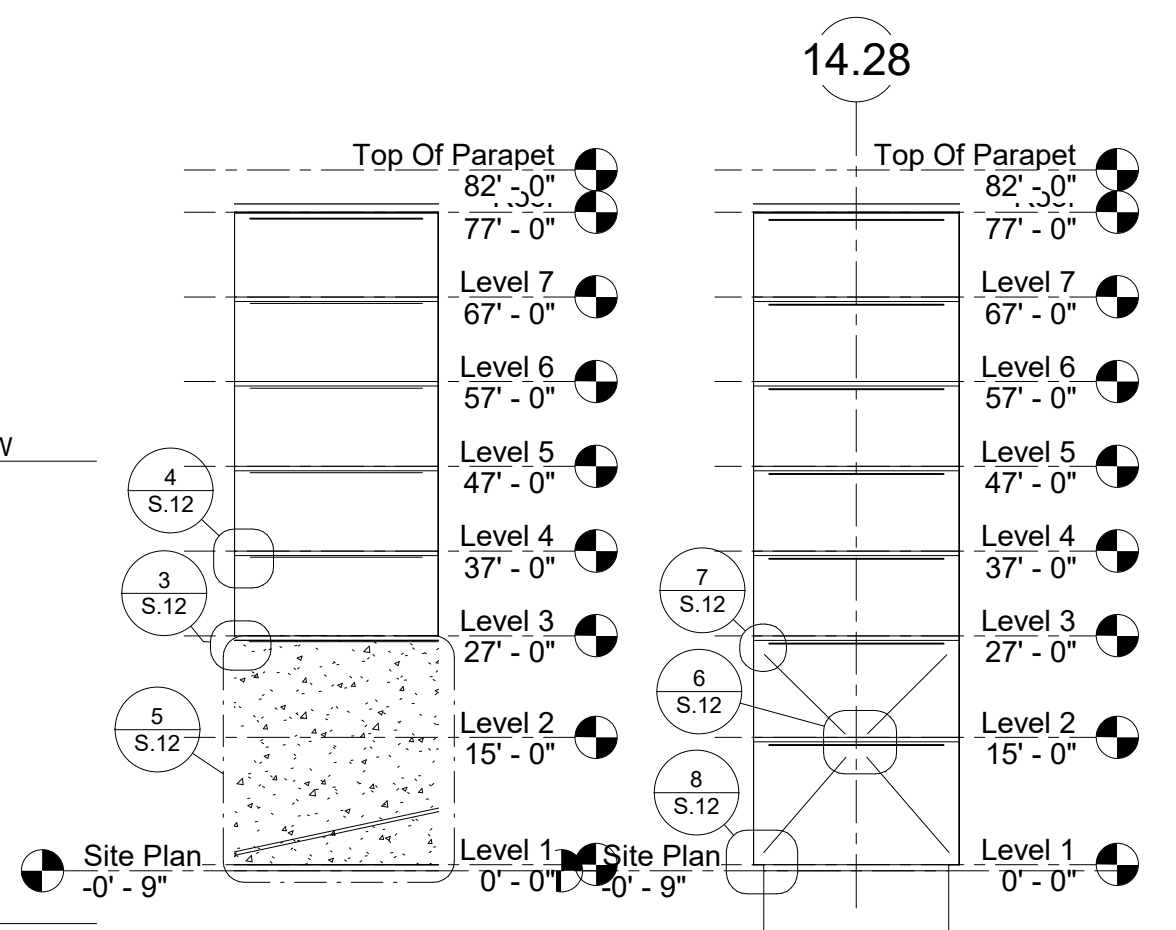 14.28
Top Of Parapet
82' - 0"
77' - 0"
Level 7
67' - 0"
Level 6
57' - 0"
Level 5
47' - 0"
Level 4
37' - 0"
Level 3
27' - 0"
Level 2
15' - 0"
Level 1
0' - 0"
Site Plan
-0' - 9"
4
S.12
3
S.12
5
S.12
Top Of Parapet
82' - 0"
77' - 0"
Level 7
67' - 0"
Level 6
57' - 0"
Level 5
47' - 0"
Level 4
37' - 0"
Level 3
27' - 0"
Level 2
15' - 0"
Level 1
0' - 0"
Site Plan
-0' - 9"
7
S.12
6
S.12
8
S.12